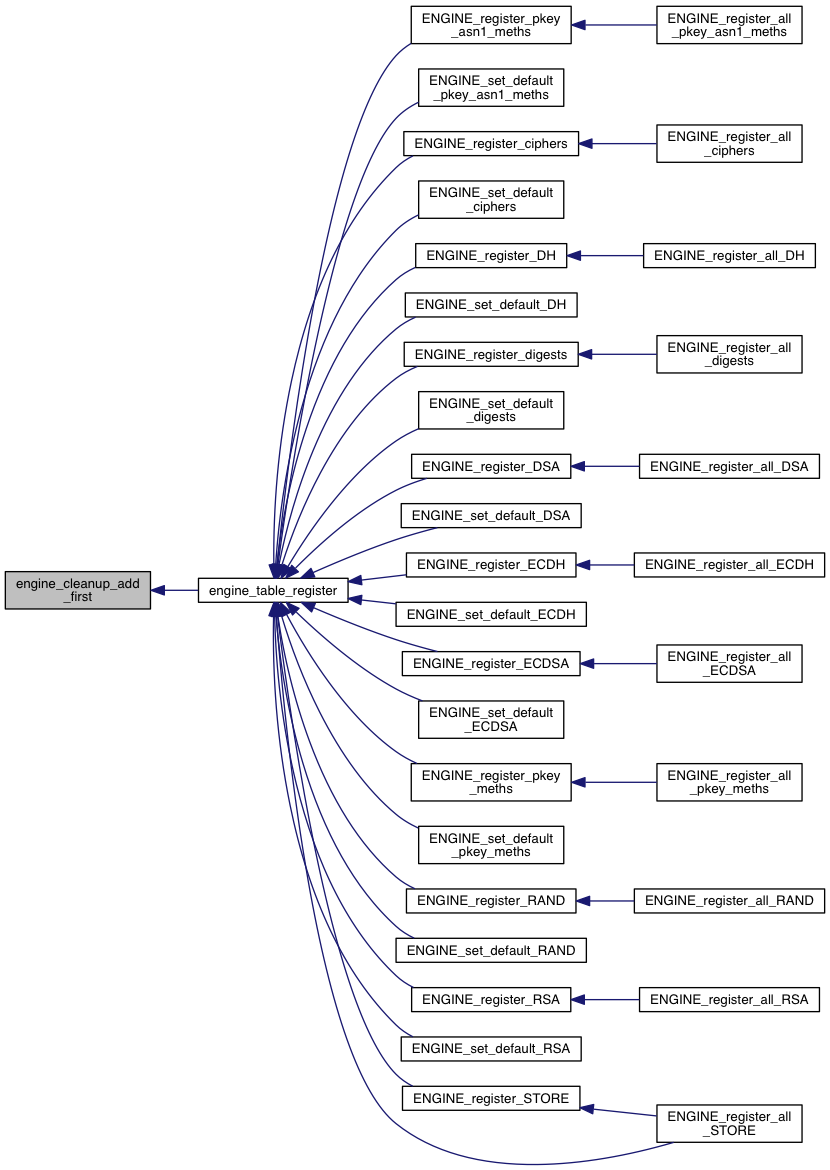 ENGINE_register_pkey
_asn1_meths
ENGINE_register_all
_pkey_asn1_meths
ENGINE_set_default
_pkey_asn1_meths
ENGINE_register_ciphers
ENGINE_register_all
_ciphers
ENGINE_set_default
_ciphers
ENGINE_register_DH
ENGINE_register_all_DH
ENGINE_set_default_DH
ENGINE_register_digests
ENGINE_register_all
_digests
ENGINE_set_default
_digests
ENGINE_register_DSA
ENGINE_register_all_DSA
ENGINE_set_default_DSA
engine_cleanup_add
_first
engine_table_register
ENGINE_register_ECDH
ENGINE_register_all_ECDH
ENGINE_set_default_ECDH
ENGINE_register_ECDSA
ENGINE_register_all
_ECDSA
ENGINE_set_default
_ECDSA
ENGINE_register_pkey
_meths
ENGINE_register_all
_pkey_meths
ENGINE_set_default
_pkey_meths
ENGINE_register_RAND
ENGINE_register_all_RAND
ENGINE_set_default_RAND
ENGINE_register_RSA
ENGINE_register_all_RSA
ENGINE_set_default_RSA
ENGINE_register_STORE
ENGINE_register_all
_STORE